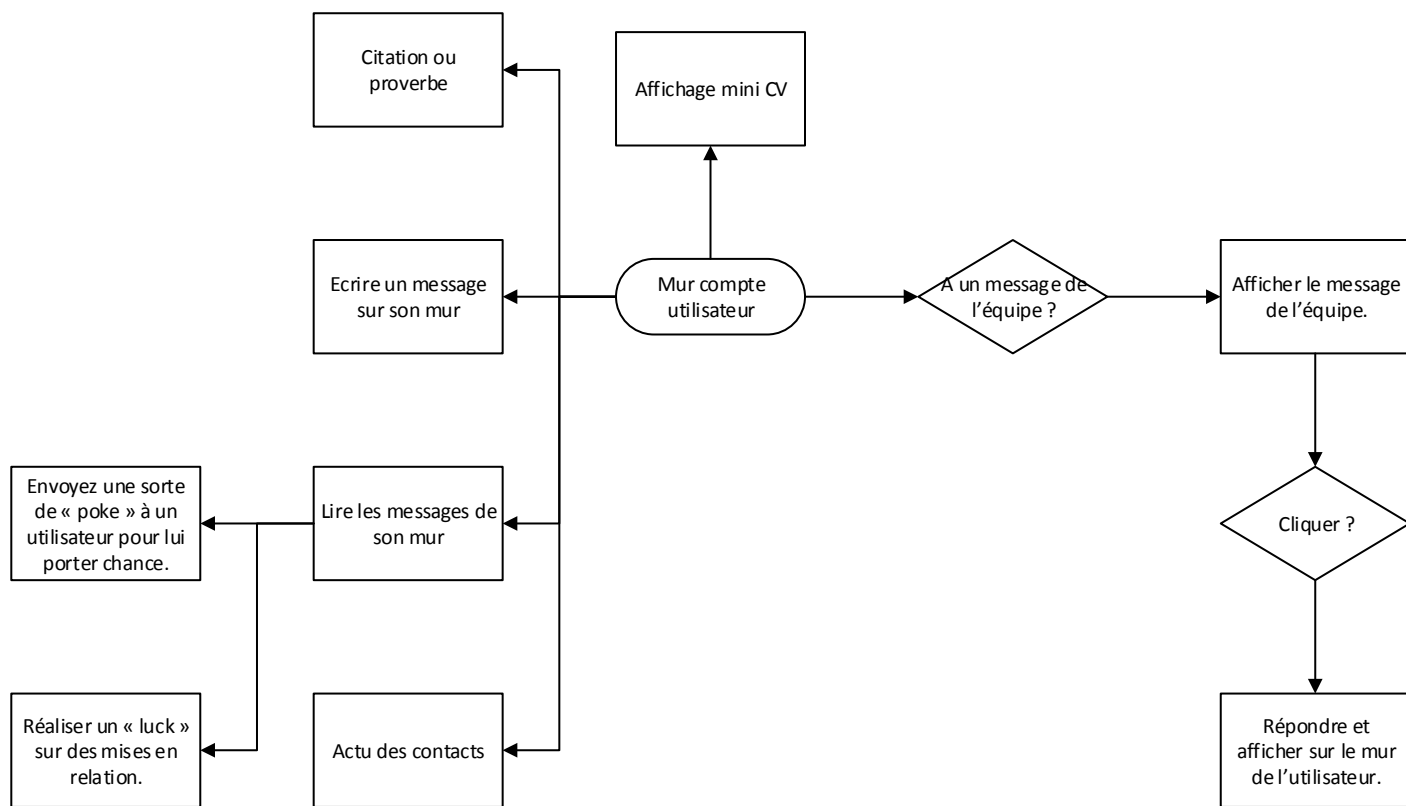 Citation ou
proverbe
Affichage mini CV
Ecrire un message
sur son mur
Mur compte
utilisateur
A un message de
l’équipe ?
Afficher le message
de l’équipe.
Envoyez une sorte
de « poke » à un
utilisateur pour lui
porter chance.
Lire les messages de
son mur
Cliquer ?
Réaliser un « luck »
sur des mises en
relation.
Actu des contacts
Répondre et
afficher sur le mur
de l’utilisateur.